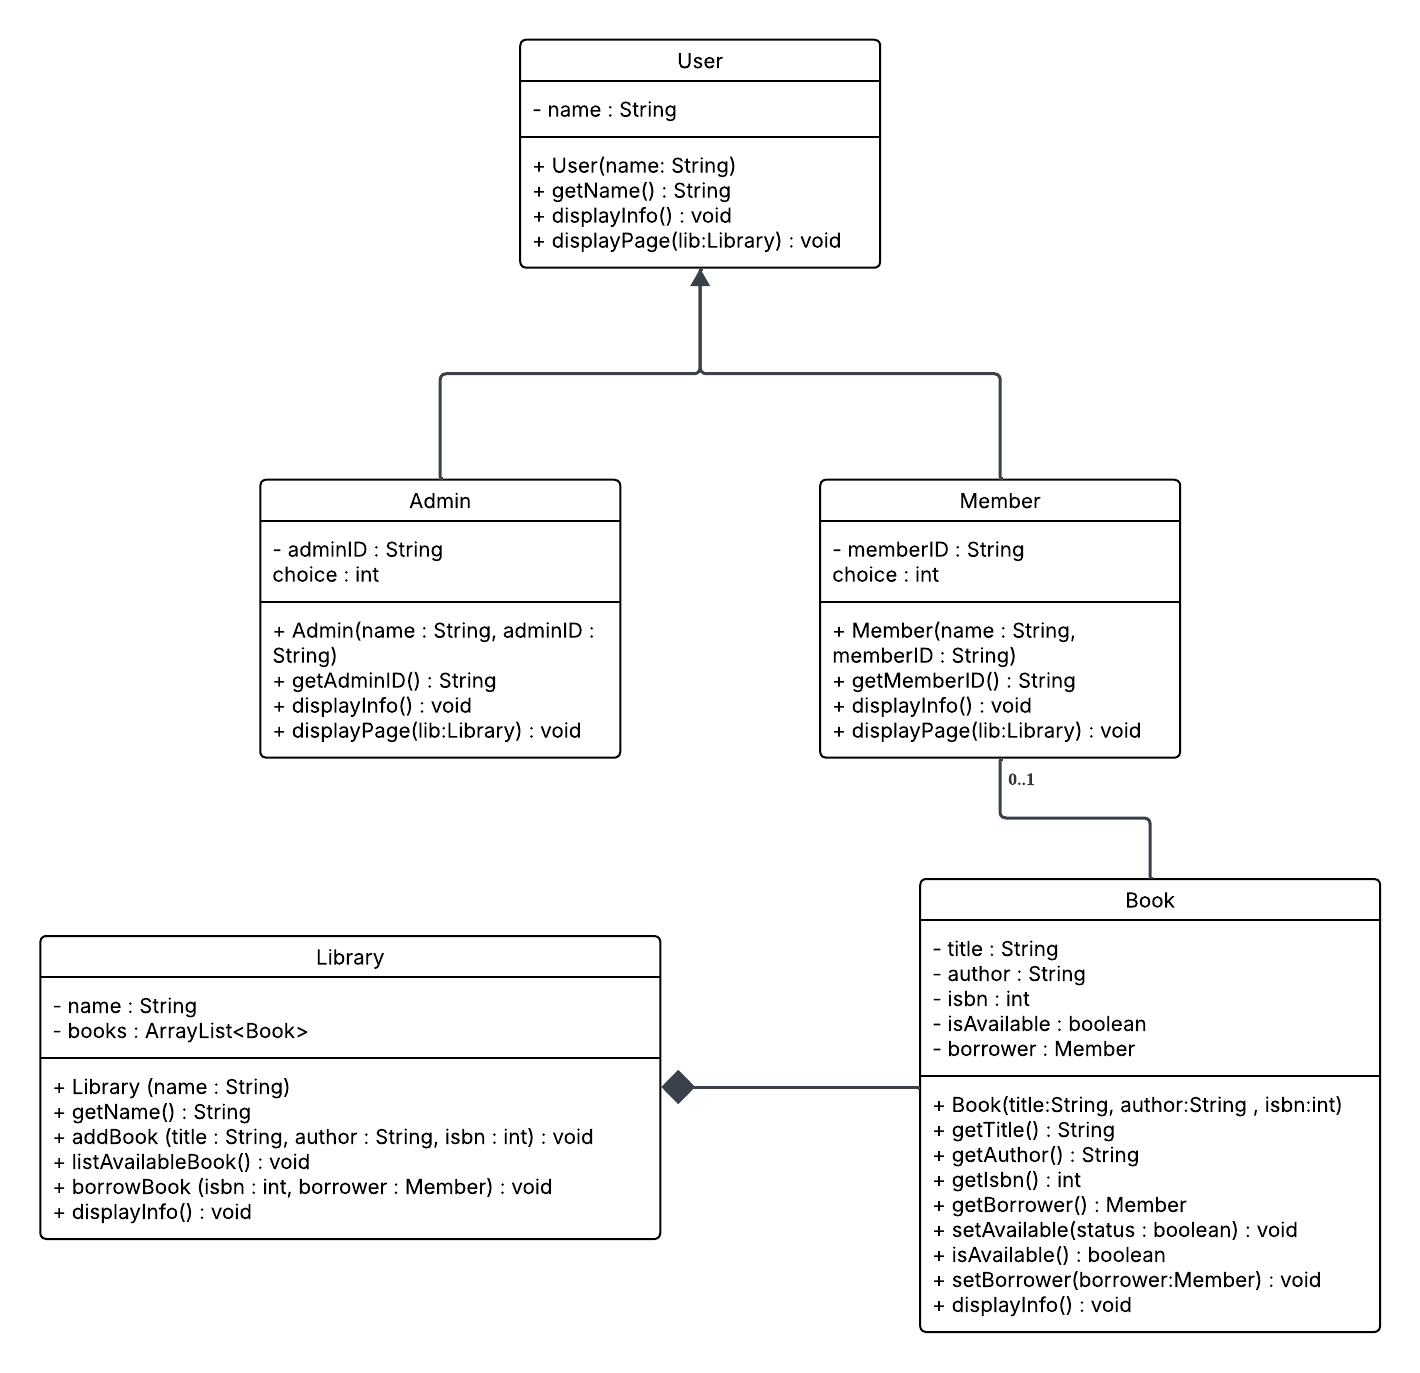 User
- name : String
+ User(name: String)
+ getName() : String
+ displayInfo() : void
+ displayPage(lib:Library) : void
Admin
- adminID : String
choice : int
+ Admin(name : String, adminID :
String)
+ getAdminID() : String
+ displayInfo() : void
+ displayPage(lib:Library) : void
Member
- memberID : String
choice : int
+ Member(name : String,
memberID : String)
+ getMemberID() : String
+ displayInfo() : void
+ displayPage(lib:Library) : void
0..1
Library
- name : String
- books : ArrayList<Book>
+ Library (name : String)
+ getName() : String
+ addBook (title : String, author : String, isbn : int) : void
+ listAvailableBook() : void
+ borrowBook (isbn : int, borrower : Member) : void
+ displayInfo() : void
Book
- title : String
- author : String
- isbn : int
- isAvailable : boolean
- borrower : Member
+ Book(title:String, author:String , isbn:int)
+ getTitle() : String
+ getAuthor() : String
+ getIsbn() : int
+ getBorrower() : Member
+ setAvailable(status : boolean) : void
+ isAvailable() : boolean
+ setBorrower(borrower:Member) : void
+ displayInfo() : void